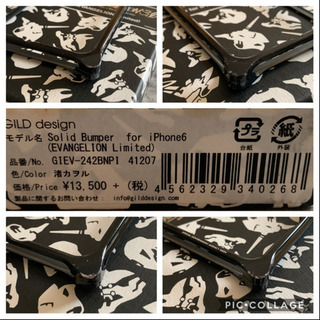 GILD design
モデル名 Solid Bumper for iPhone6
(EVANGELION Limited)
品番/No. GIEV-242BNP1 41207
色/Color 渚カヲル
価格/Price ¥13,500 + (税)
製品に関するお問い合わせ: info@gilddesign.com
プラ
台紙
紙
外装
4 562329 340268
PIC•COLLAGE